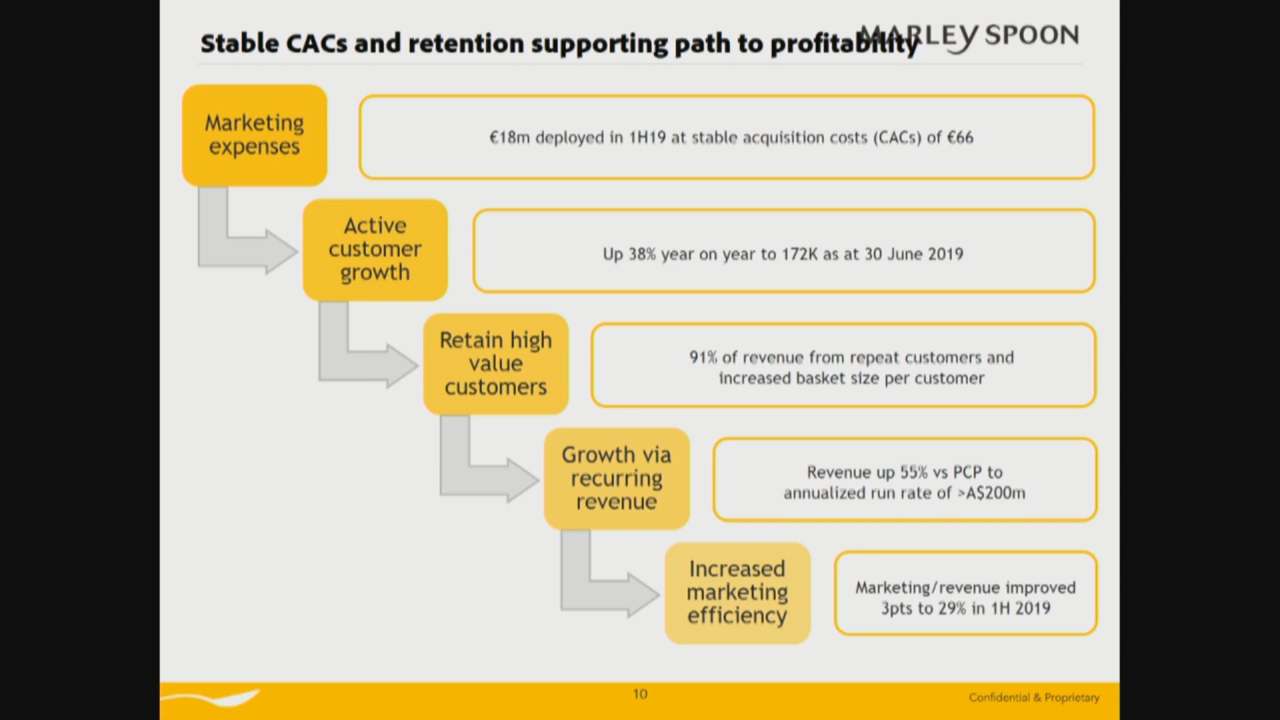 Stable CACs and retention supporting path to profitability
MARLEY SPOON
Marketing
expenses
€18m deployed in 1H19 at stable acquisition costs (CACs) of €66
Active
customer
growth
Up 38% year on year to 172K as at 30 June 2019
Retain high
value
customers
91% of revenue from repeat customers and
increased basket size per customer
Growth via
recurring
revenue
Revenue up 55% vs PCP to
annualized run rate of >A$200m
Increased
marketing
efficiency
Marketing/revenue improved
3pts to 29% in 1H 2019
10
Confidential & Proprietary